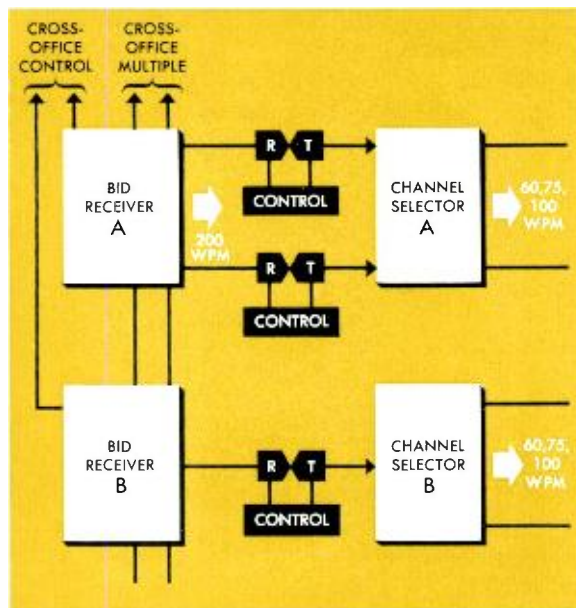 CROSS-
OFFICE
CONTROL
CROSS-
OFFICE
MULTIPLE
BID
RECEIVER
A
200
WPM
R T
CONTROL
R T
CONTROL
CHANNEL
SELECTOR
A
60,75,
100
WPM
BID
RECEIVER
B
R T
CONTROL
CHANNEL
SELECTOR
B
60,75,
100
WPM